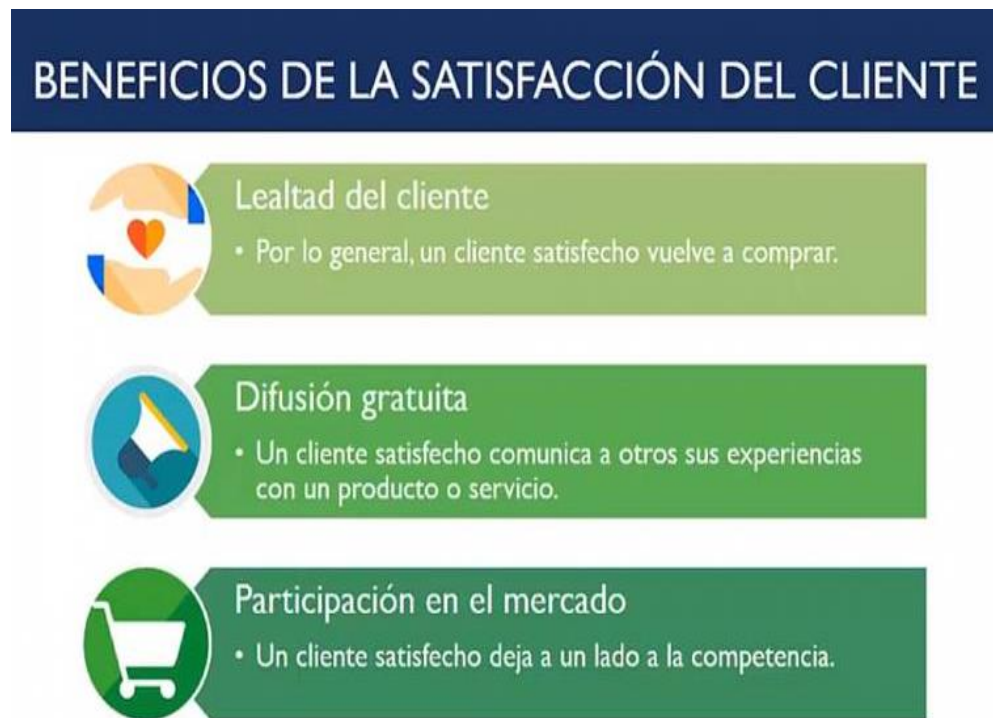 BENEFICIOS DE LA SATISFACCIÓN DEL CLIENTE
Lealtad del cliente
• Por lo general, un cliente satisfecho vuelve a comprar.
Difusión gratuita
• Un cliente satisfecho comunica a otros sus experiencias
con un producto o servicio.
Participación en el mercado
• Un cliente satisfecho deja a un lado a la competencia.